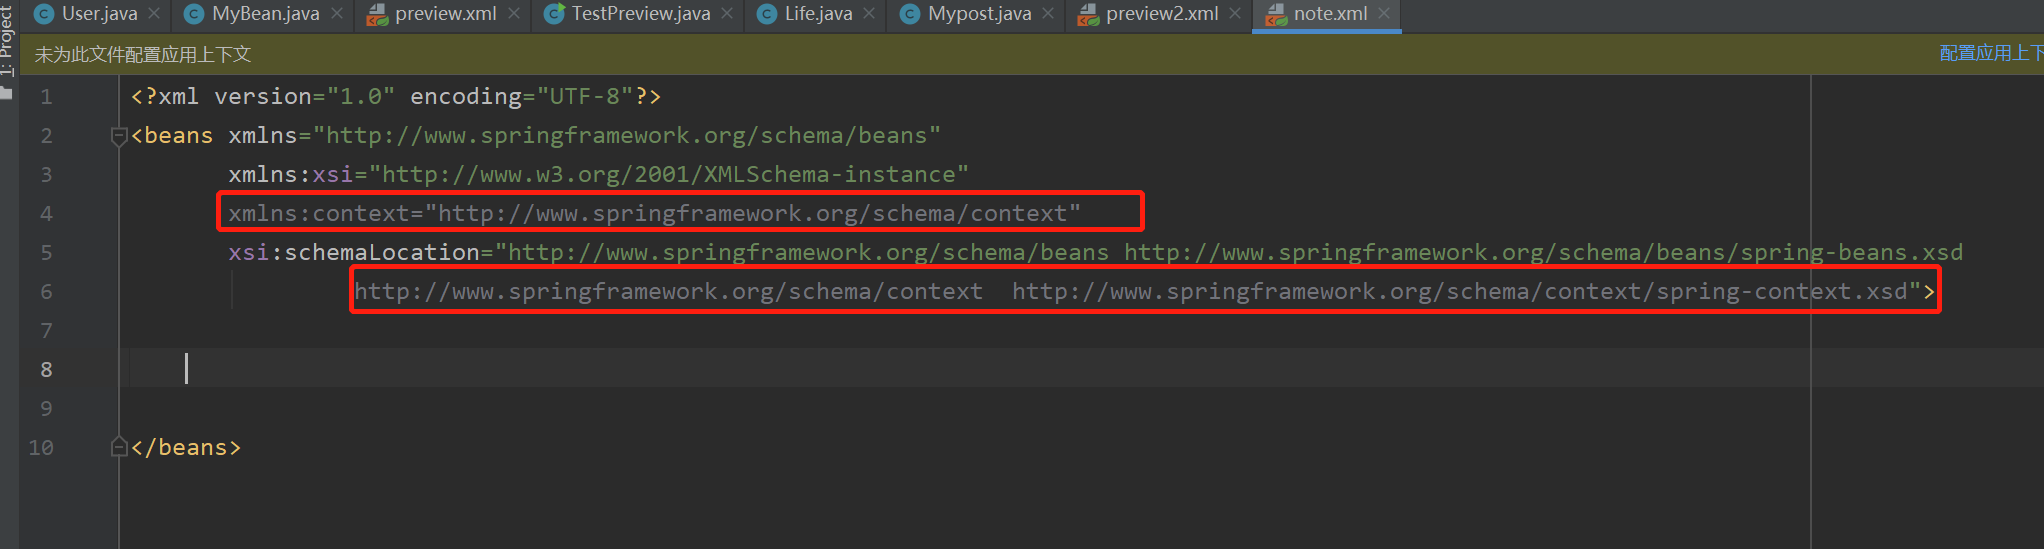 User.java MyBean.java preview.xml TestPreview.java Life.java Mypost.java preview2.xml note.xml
1: Project
未为此文件配置应用上下文 配置应用上下
1 <?xml version="1.0" encoding="UTF-8"?>
2 <beans xmlns="http://www.springframework.org/schema/beans"
3 xmlns:xsi="http://www.w3.org/2001/XMLSchema-instance"
4 xmlns:context="http://www.springframework.org/schema/context"
5 xsi:schemaLocation="http://www.springframework.org/schema/beans http://www.springframework.org/schema/beans/spring-beans.xsd
6 http://www.springframework.org/schema/context http://www.springframework.org/schema/context/spring-context.xsd">
7
8
9
10 </beans>